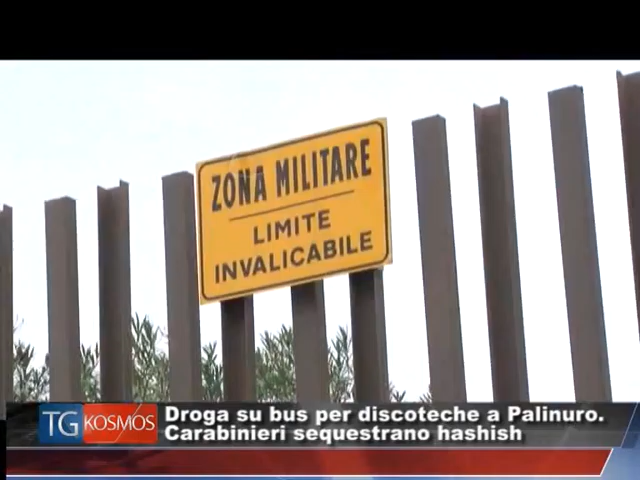 ZONA MILITARE
LIMITE
INVALICABILE
TG KOSMOS
Droga su bus per discoteche a Palinuro.
Carabinieri sequestrano hashish